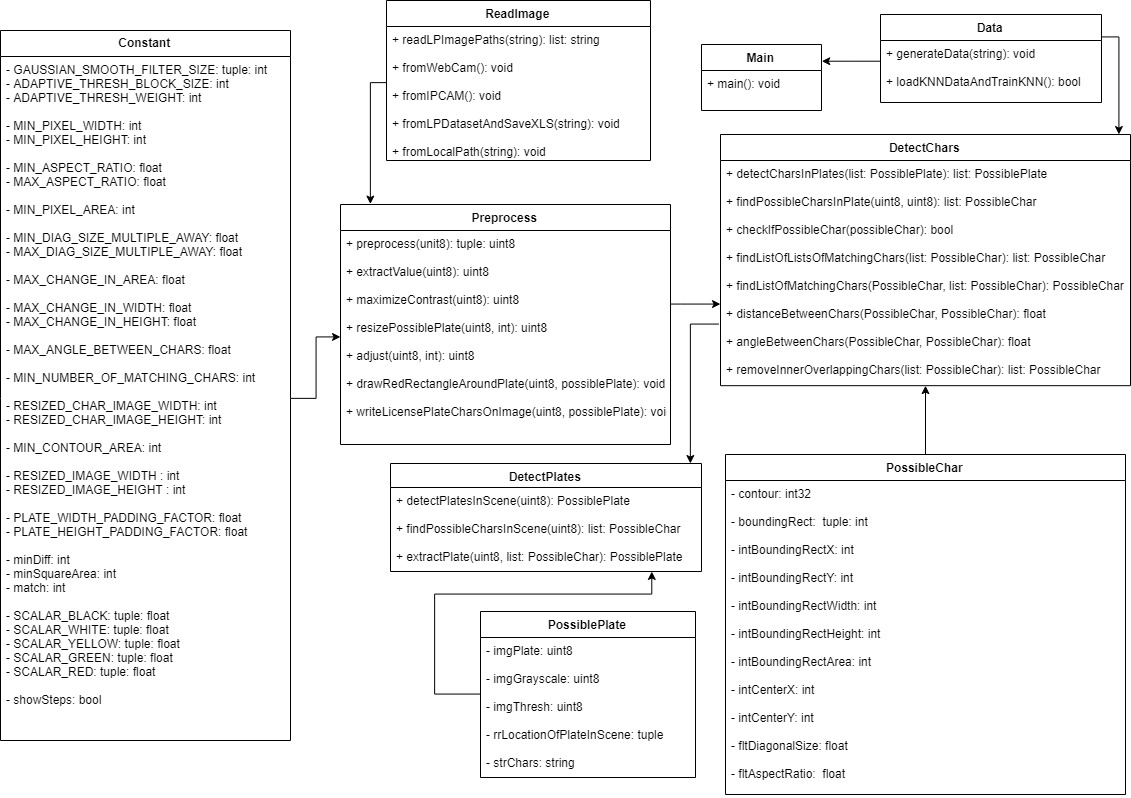 Constant
- GAUSSIAN_SMOOTH_FILTER_SIZE: tuple: int
- ADAPTIVE_THRESH_BLOCK_SIZE: int
- ADAPTIVE_THRESH_WEIGHT: int
- MIN_PIXEL_WIDTH: int
- MIN_PIXEL_HEIGHT: int
- MIN_ASPECT_RATIO: float
- MAX_ASPECT_RATIO: float
- MIN_PIXEL_AREA: int
- MIN_DIAG_SIZE_MULTIPLE_AWAY: float
- MAX_DIAG_SIZE_MULTIPLE_AWAY: float
- MAX_CHANGE_IN_AREA: float
- MAX_CHANGE_IN_WIDTH: float
- MAX_CHANGE_IN_HEIGHT: float
- MAX_ANGLE_BETWEEN_CHARS: float
- MIN_NUMBER_OF_MATCHING_CHARS: int
- RESIZED_CHAR_IMAGE_WIDTH: int
- RESIZED_CHAR_IMAGE_HEIGHT: int
- MIN_CONTOUR_AREA: int
- RESIZED_IMAGE_WIDTH : int
- RESIZED_IMAGE_HEIGHT : int
- PLATE_WIDTH_PADDING_FACTOR: float
- PLATE_HEIGHT_PADDING_FACTOR: float
- minDiff: int
- minSquareArea: int
- match: int
- SCALAR_BLACK: tuple: float
- SCALAR_WHITE: tuple: float
- SCALAR_YELLOW: tuple: float
- SCALAR_GREEN: tuple: float
- SCALAR_RED: tuple: float
- showSteps: bool
ReadImage
+ readLPImagePaths(string): list: string
+ fromWebCam(): void
+ fromIPCAM(): void
+ fromLPDatasetAndSaveXLS(string): void
+ fromLocalPath(string): void
Main
+ main(): void
Data
+ generateData(string): void
+ loadKNNDataAndTrainKNN(): bool
Preprocess
+ preprocess(unit8): tuple: uint8
+ extractValue(uint8): uint8
+ maximizeContrast(uint8): uint8
+ resizePossiblePlate(uint8, int): uint8
+ adjust(uint8, int): uint8
+ drawRedRectangleAroundPlate(uint8, possiblePlate): void
+ writeLicensePlateCharsOnImage(uint8, possiblePlate): voi
DetectChars
+ detectCharsInPlates(list: PossiblePlate): list: PossiblePlate
+ findPossibleCharsInPlate(uint8, uint8): list: PossibleChar
+ checkIfPossibleChar(possibleChar): bool
+ findListOfListsOfMatchingChars(list: PossibleChar): list: PossibleChar
+ findListOfMatchingChars(PossibleChar, list: PossibleChar): PossibleChar
+ distanceBetweenChars(PossibleChar, PossibleChar): float
+ angleBetweenChars(PossibleChar, PossibleChar): float
+ removeInnerOverlappingChars(list: PossibleChar): list: PossibleChar
DetectPlates
+ detectPlatesInScene(uint8): PossiblePlate
+ findPossibleCharsInScene(uint8): list: PossibleChar
+ extractPlate(uint8, list: PossibleChar): PossiblePlate
PossiblePlate
- imgPlate: uint8
- imgGrayscale: uint8
- imgThresh: uint8
- rrLocationOfPlateInScene: tuple
- strChars: string
PossibleChar
- contour: int32
- boundingRect: tuple: int
- intBoundingRectX: int
- intBoundingRectY: int
- intBoundingRectWidth: int
- intBoundingRectHeight: int
- intBoundingRectArea: int
- intCenterX: int
- intCenterY: int
- fltDiagonalSize: float
- fltAspectRatio: float